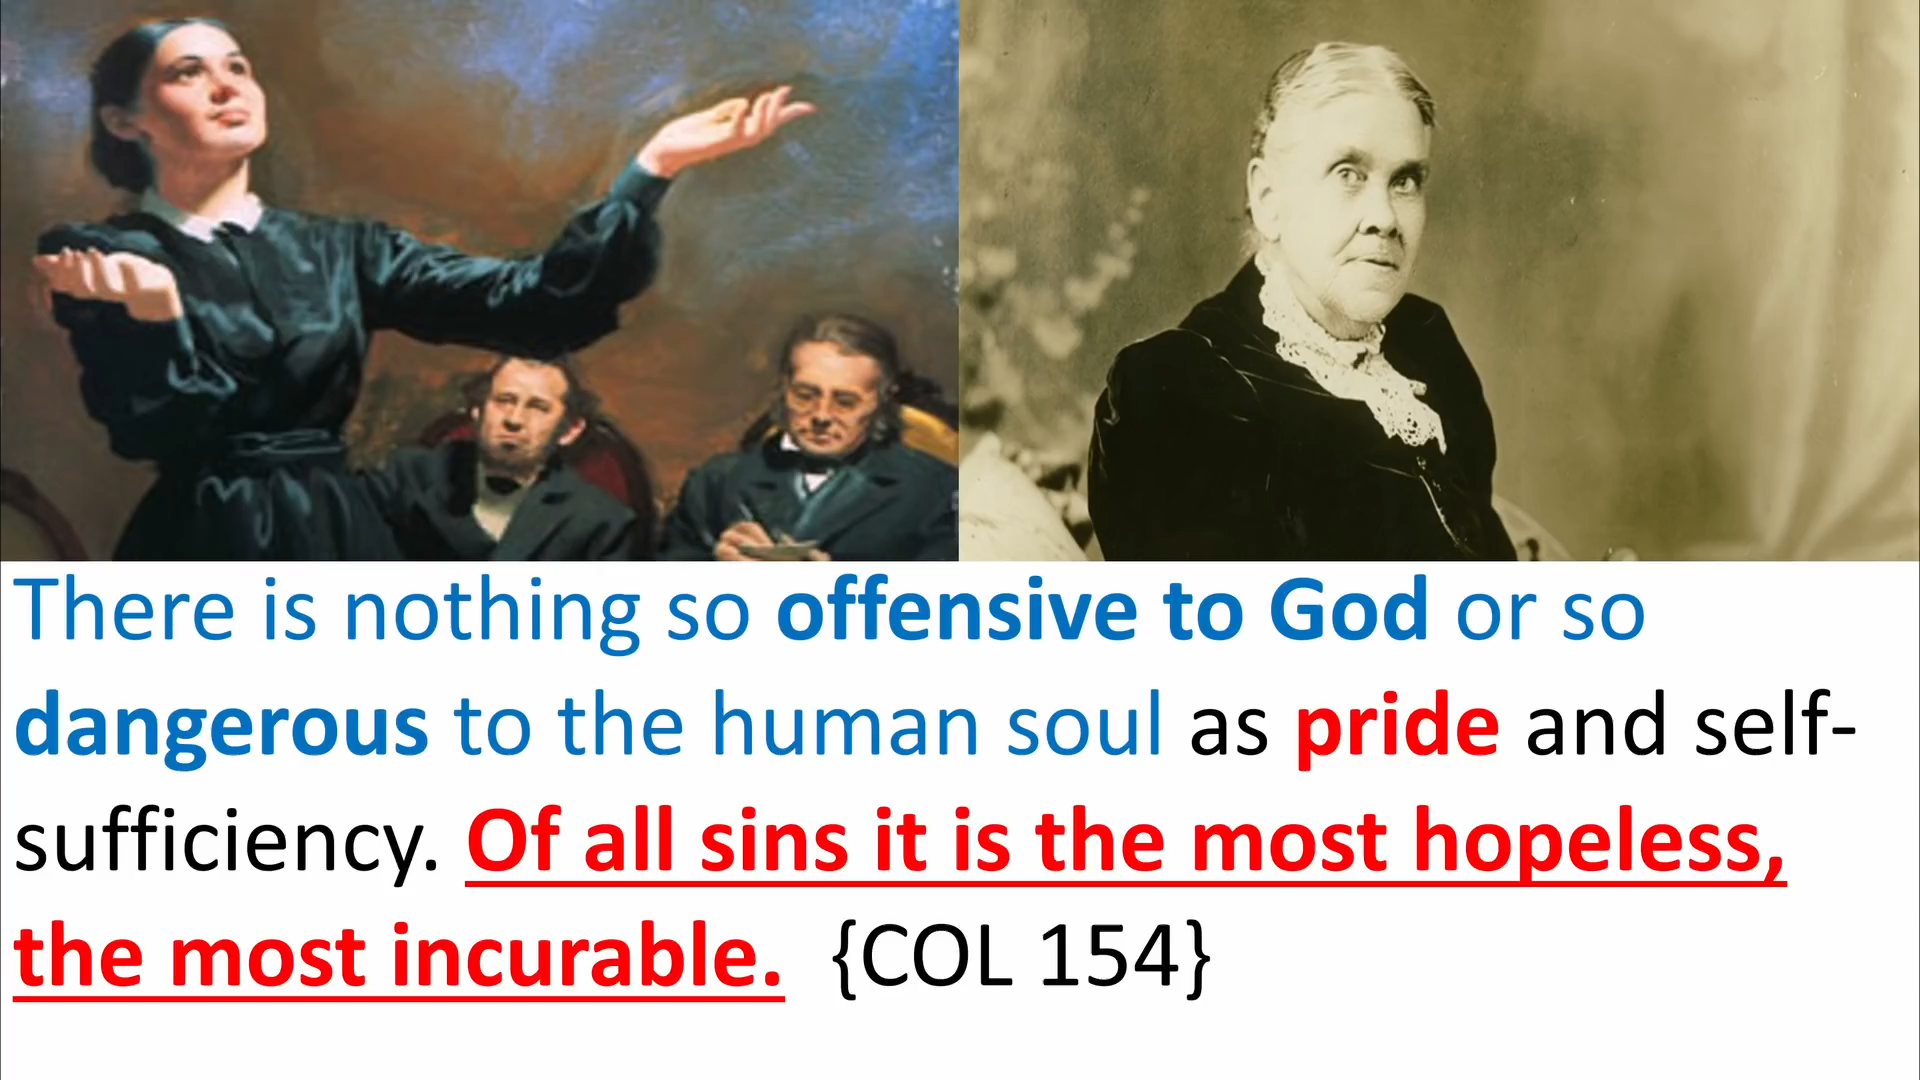 There is nothing so offensive to God or so
dangerous to the human soul as pride and self-
sufficiency. Of all sins it is the most hopeless,
the most incurable. {COL 154}